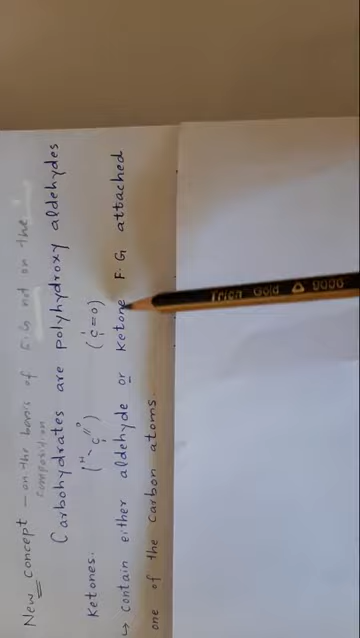 New concept - on the basis of F.G not on the
composition
Carbohydrates are polyhydroxy aldehydes
Ketones. (H-C=O) (C=O)
↳ Contain either aldehyde or Ketone F.G attached
one of the carbon atoms.
Trich Gold 9000